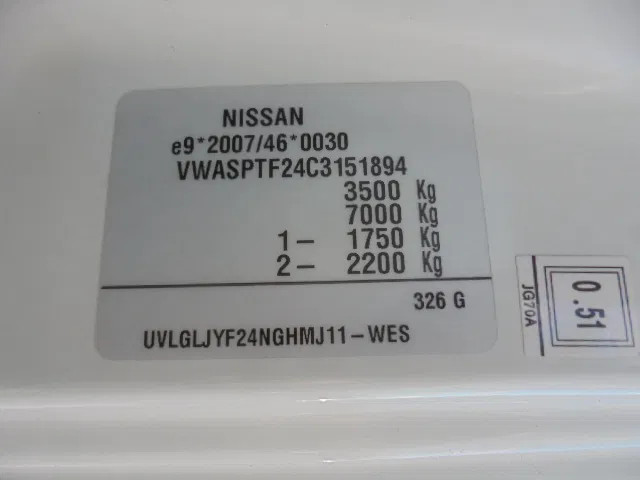 NISSAN
e9*2007/46*0030
VWASPTF24C3151894
3500 Kg
7000 Kg
1- 1750 Kg
2- 2200 Kg
326 G
UVLGLJYF24NGHMJ11-WES
0.51
JG70A